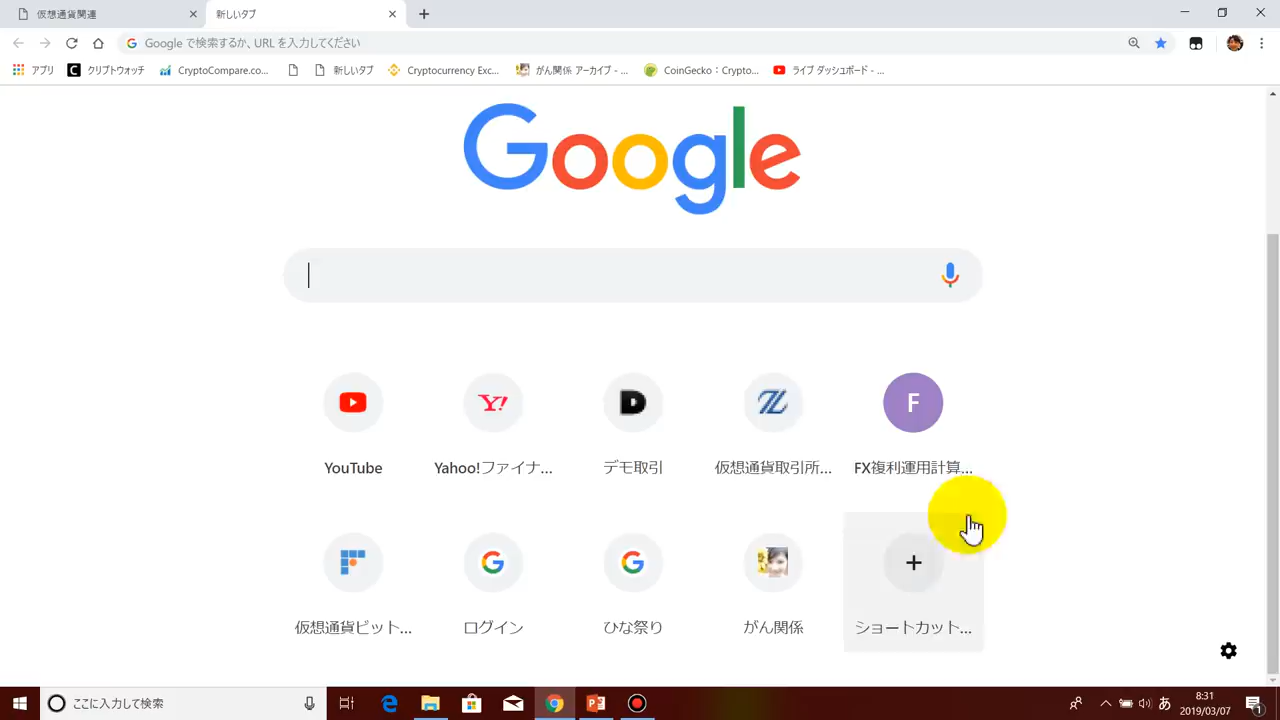 仮想通貨関連
新しいタブ
Google で検索するか、URL を入力してください
アプリ
クリプトウォッチ
CryptoCompare.co...
新しいタブ
Cryptocurrency Exc...
がん関係 アーカイブ - ...
CoinGecko：Crypto...
ライブ ダッシュボード - ...
Google
YouTube
Yahoo!ファイナ...
デモ取引
仮想通貨取引所...
F
FX複利運用計算...
仮想通貨ビット...
ログイン
ひな祭り
がん関係
ショートカット...
ここに入力して検索
あ
8:31
2019/03/07